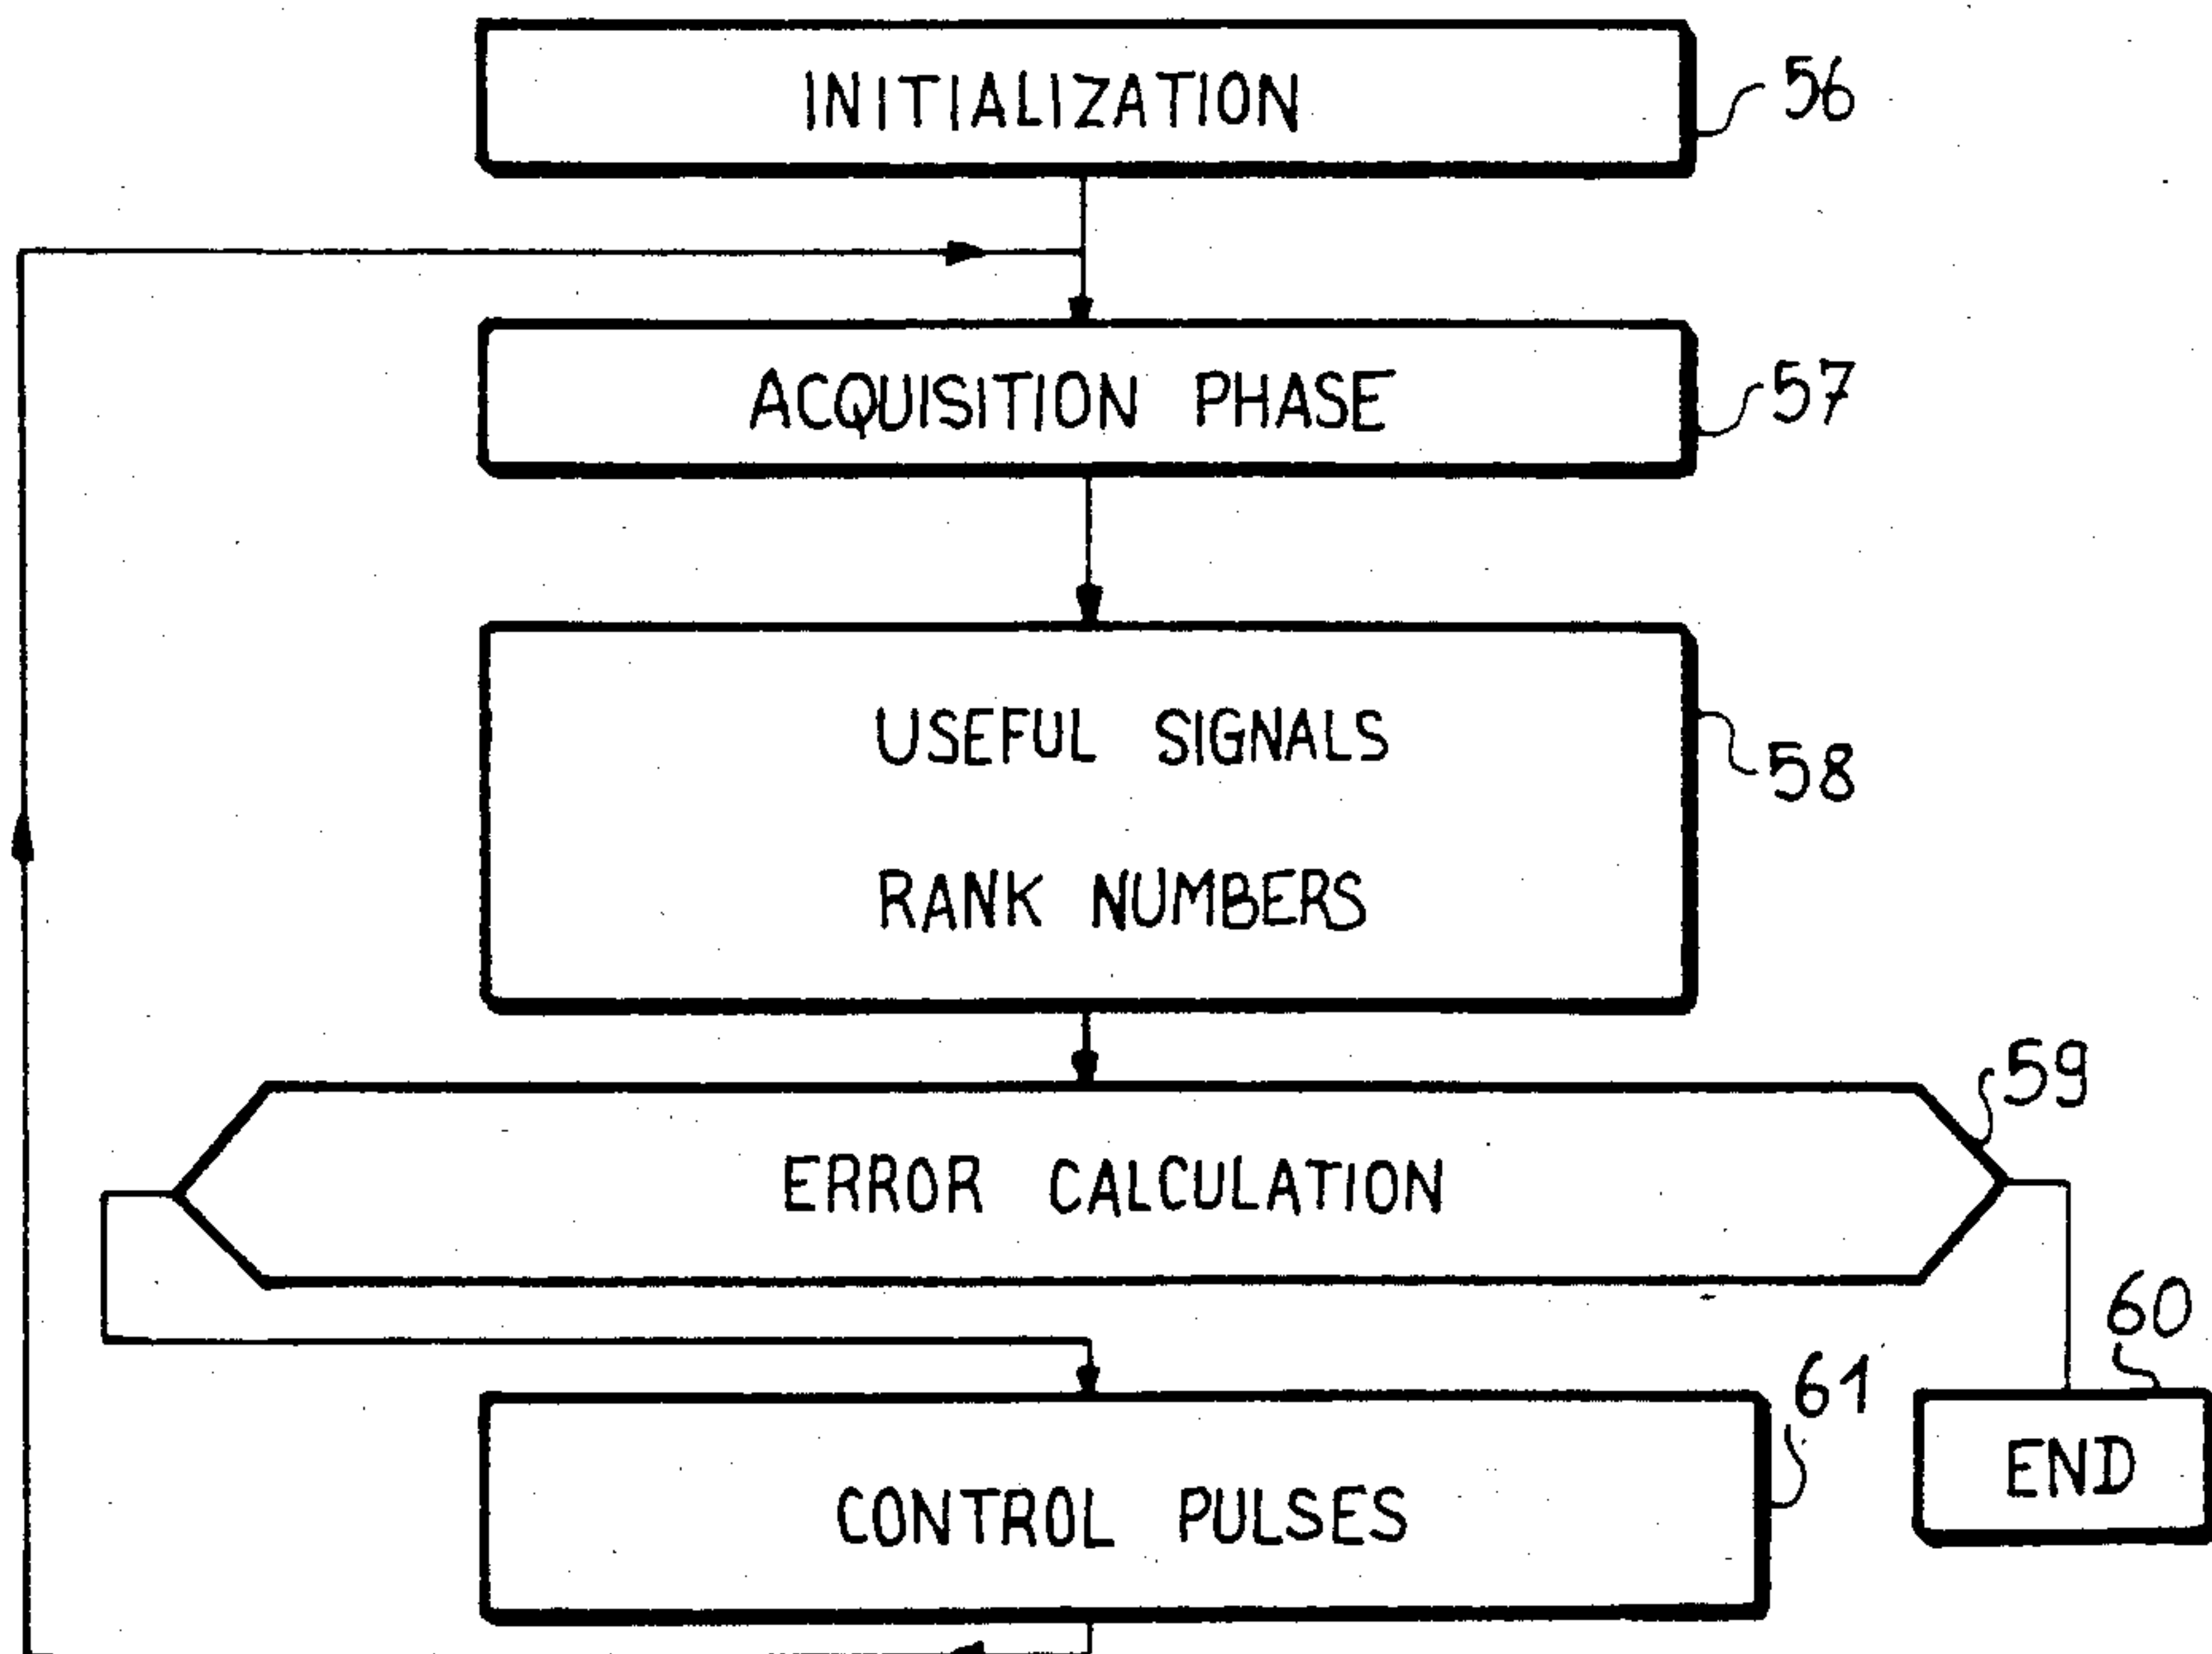 INITIALIZATION
56
ACQUISITION PHASE
57
USEFUL SIGNALS
58
RANK NUMBERS
59
ERROR CALCULATION
60
61
END
CONTROL PULSES